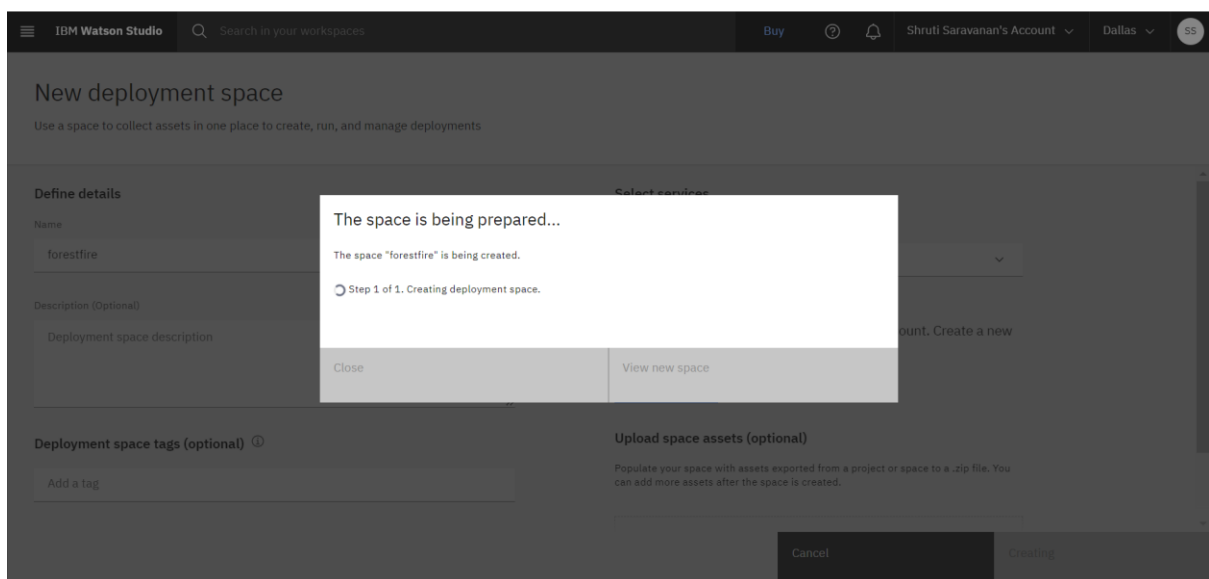 IBM Watson Studio
Search in your workspaces
Buy
Shruti Saravanan's Account
Dallas
SS
New deployment space
Use a space to collect assets in one place to create, run, and manage deployments
Define details
Select services
Name
forestfire
Description (Optional)
Deployment space description
ount. Create a new
The space is being prepared...
The space "forestfire" is being created.
Step 1 of 1. Creating deployment space.
Close
View new space
Deployment space tags (optional)
Add a tag
Upload space assets (optional)
Populate your space with assets exported from a project or space to a .zip file. You
can add more assets after the space is created.
Cancel
Creating